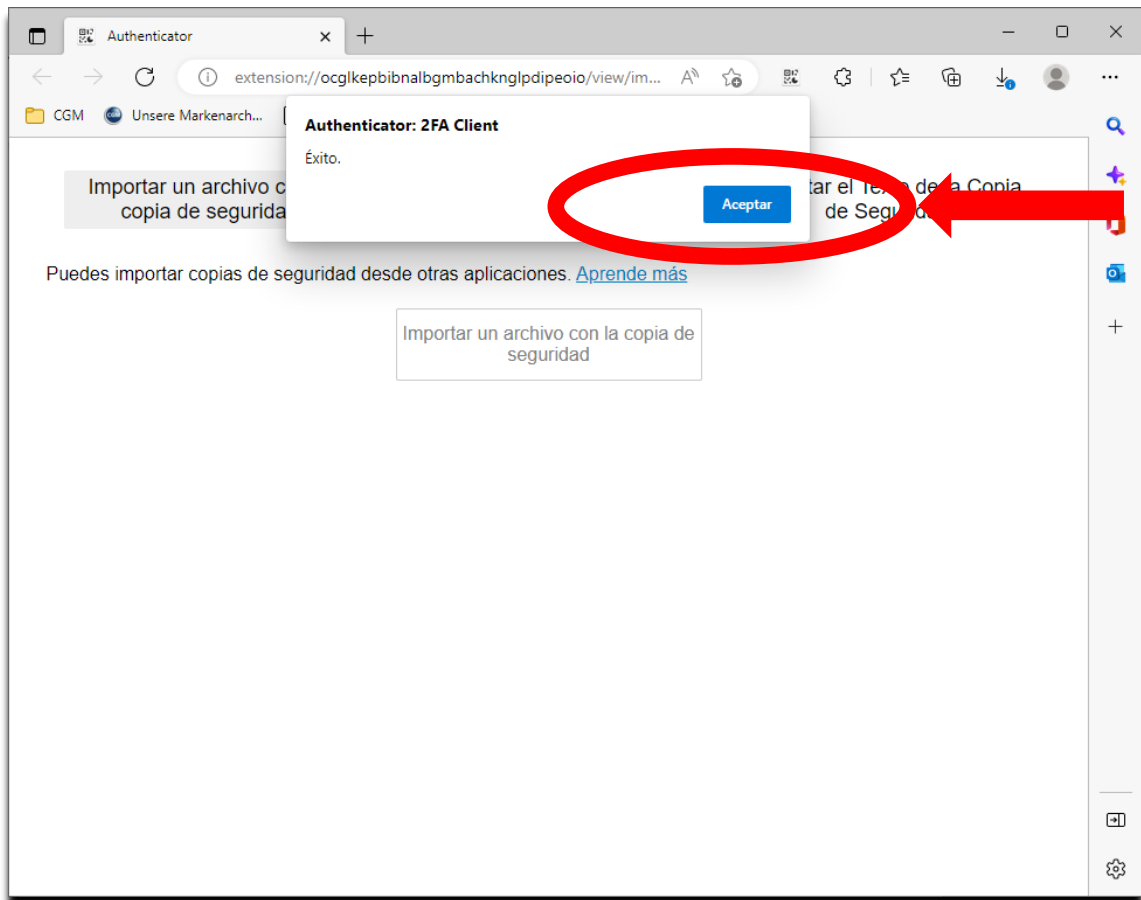 Authenticator
extension://ocglkepbibnalbgmbachknglpdipeoio/view/im...
CGM
Unsere Markenarch...
Authenticator: 2FA Client
Éxito.
Aceptar
Importar un archivo c
copia de segurida
tar el Texto de la Copia
de Segurid
Puedes importar copias de seguridad desde otras aplicaciones. Aprende más
Importar un archivo con la copia de
seguridad